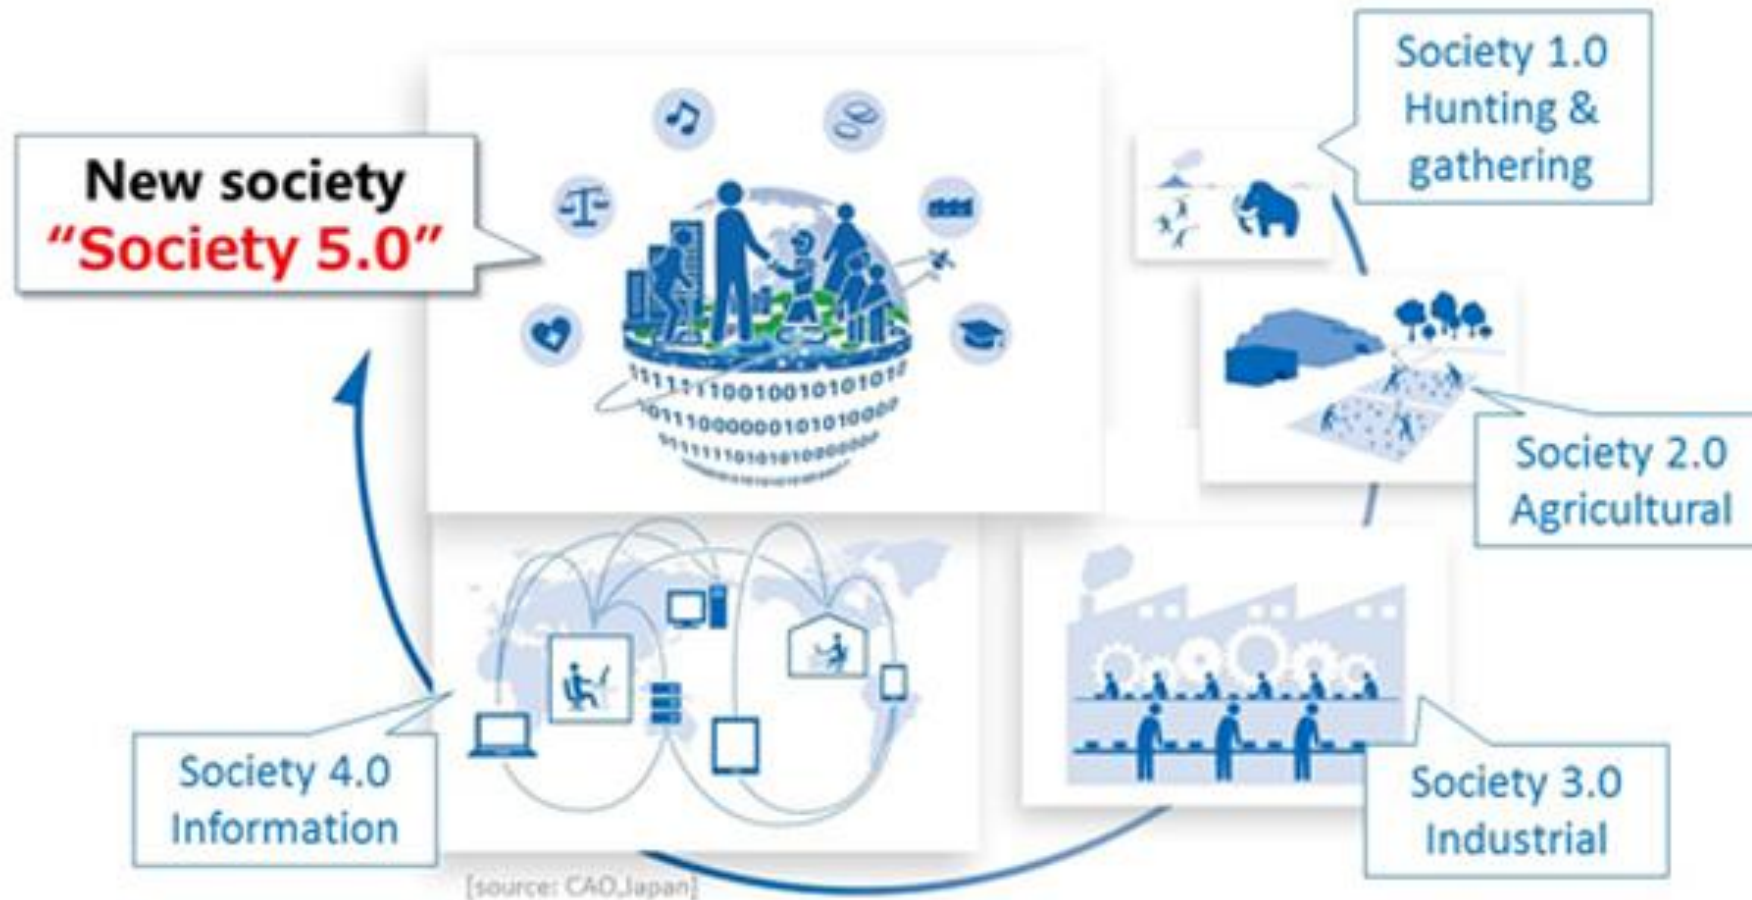 New society
“Society 5.0”
Society 1.0
Hunting &
gathering
Society 2.0
Agricultural
Society 3.0
Industrial
Society 4.0
Information
[source: CAO,Japan]